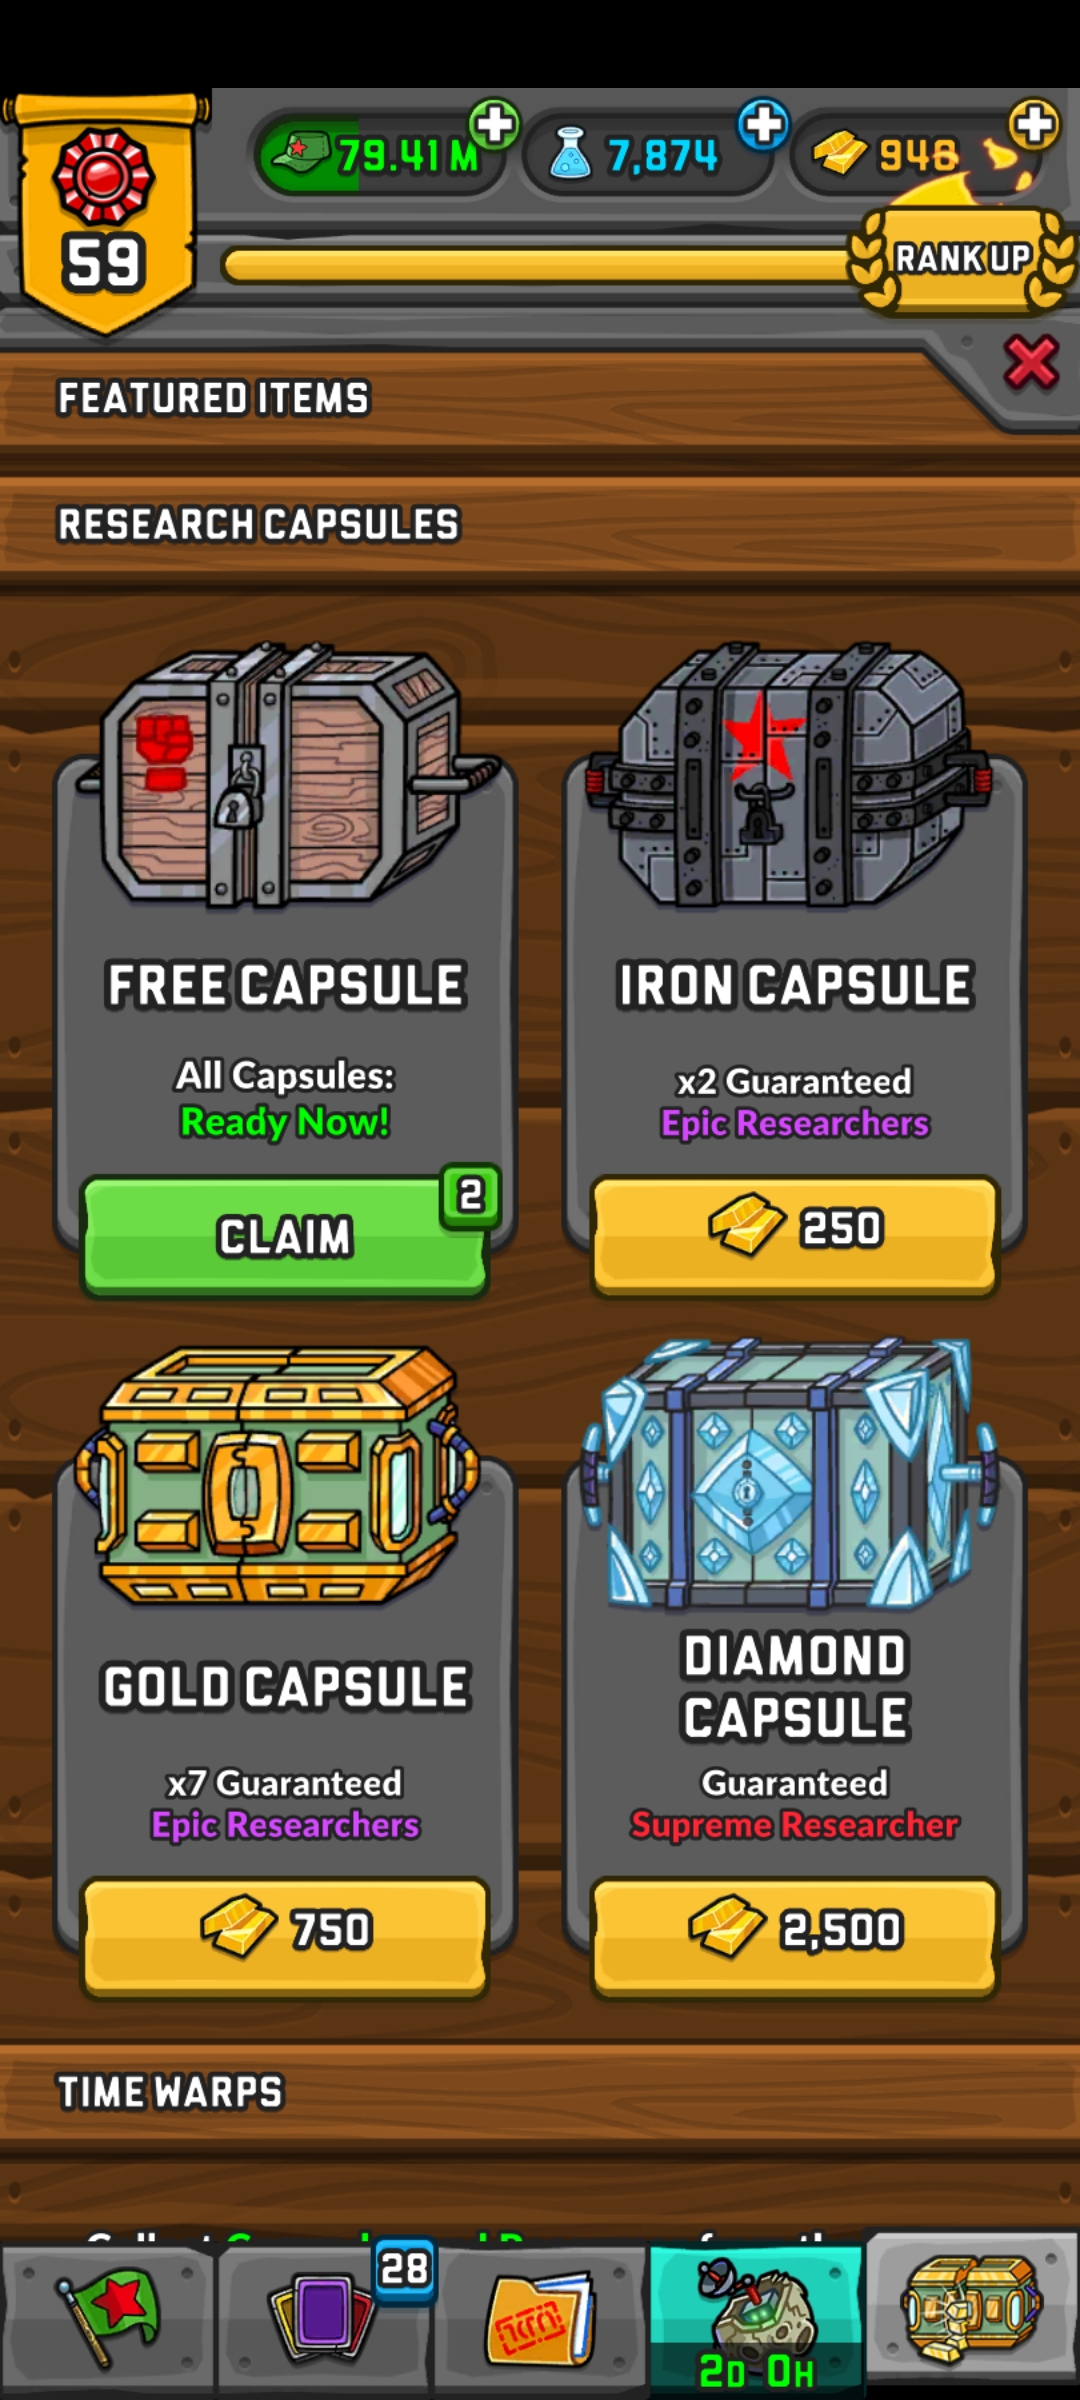 79.41 M
7,874
948
59
RANK UP
FEATURED ITEMS
RESEARCH CAPSULES
FREE CAPSULE
All Capsules:
Ready Now!
CLAIM
2
IRON CAPSULE
x2 Guaranteed
Epic Researchers
250
GOLD CAPSULE
x7 Guaranteed
Epic Researchers
750
DIAMOND
CAPSULE
Guaranteed
Supreme Researcher
2,500
TIME WARPS
28
2D 0H